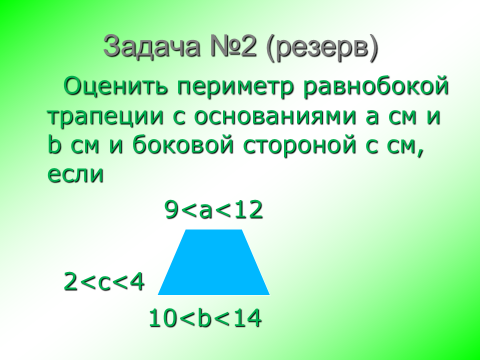 Задача №2 (резерв)
Оценить периметр равнобокой
трапеции с основаниями a см и
b см и боковой стороной с см,
если
9<a<12
2<c<4
10<b<14